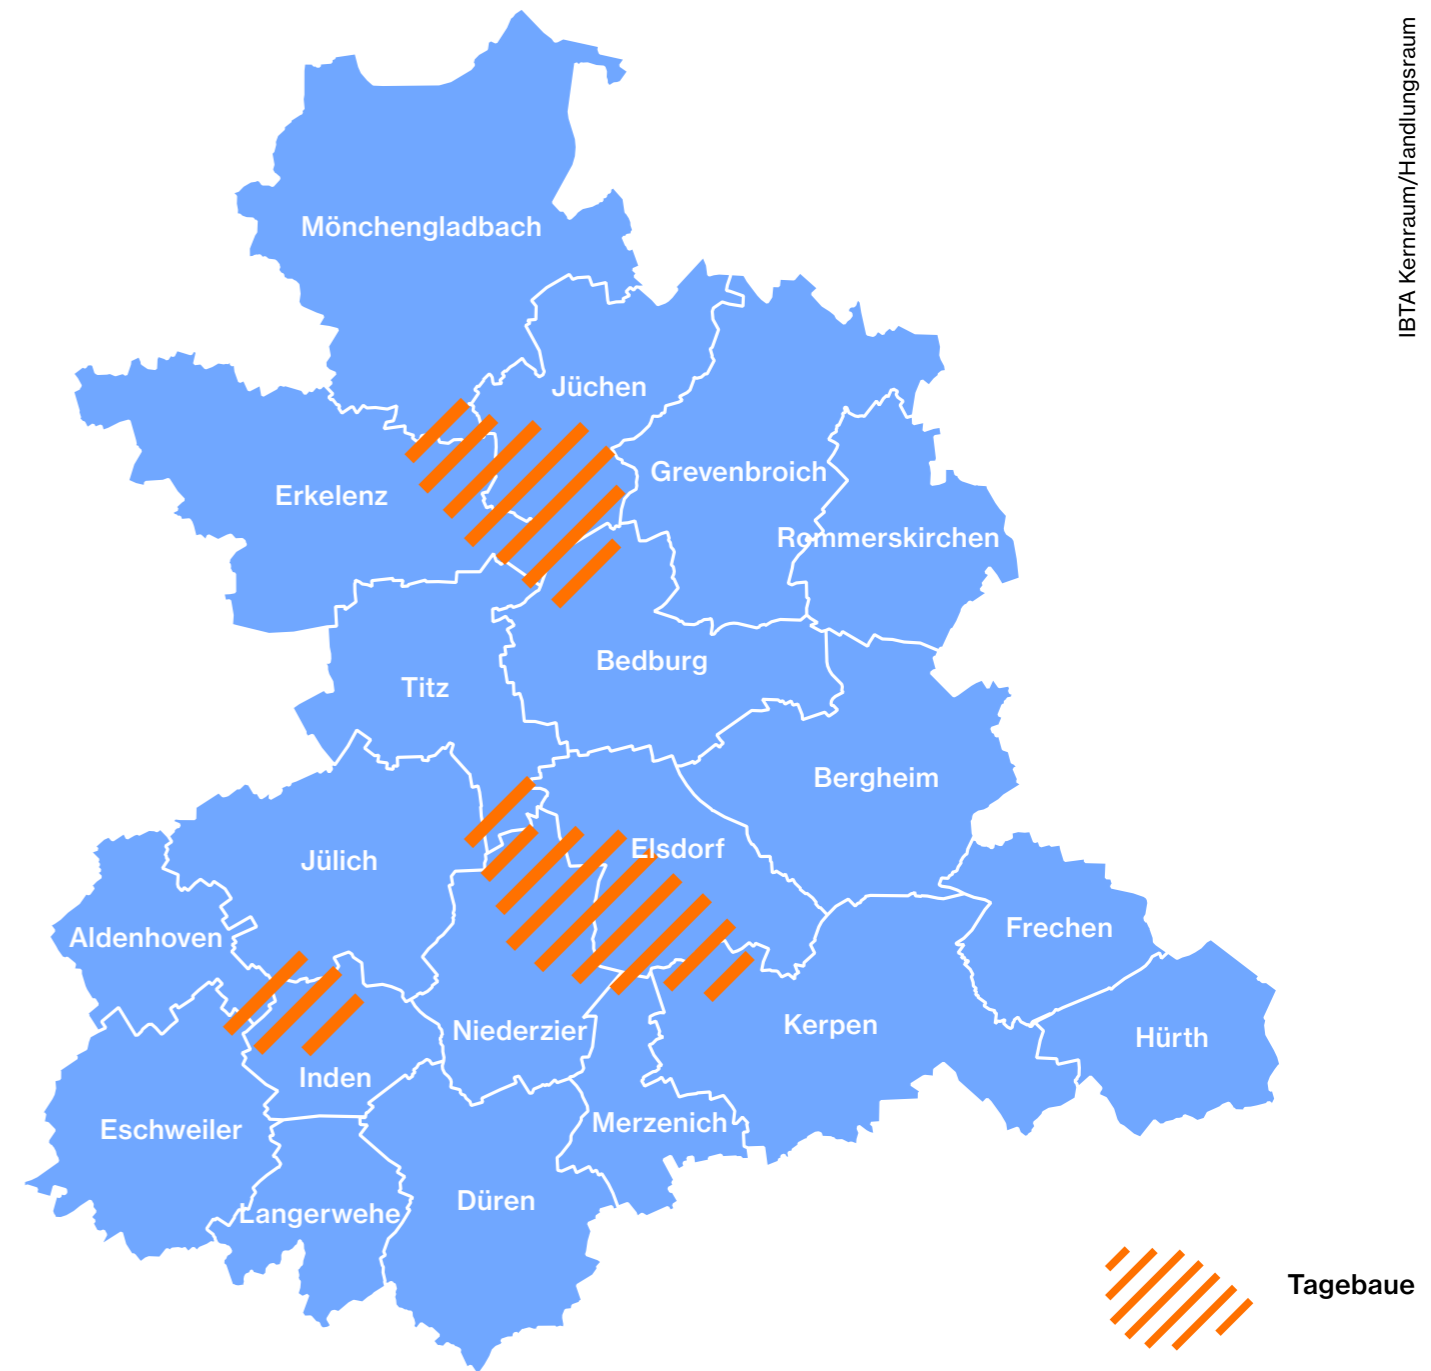 IBTA Kernraum/Handlungsraum
Mönchengladbach
Jüchen
Grevenbroich
Erkelenz
Rommerskirchen
Bedburg
Titz
Bergheim
Elsdorf
Jülich
Frechen
Aldenhoven
Kerpen
Niederzier
Hürth
Inden
Merzenich
Eschweiler
Düren
Langerwehe
Tagebaue